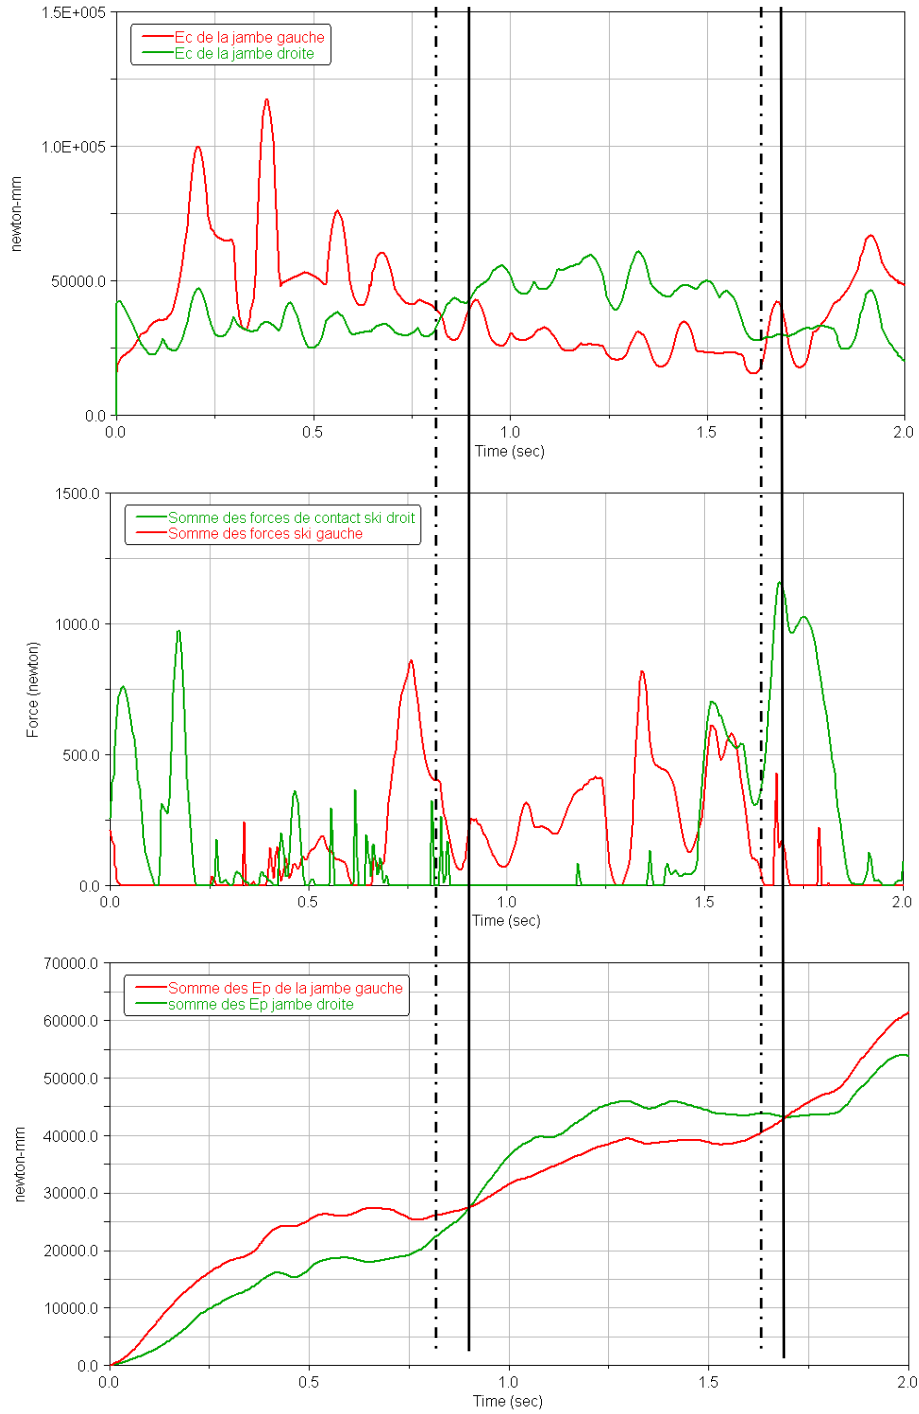 1.5E+005
Ec de la jambe gauche
Ec de la jambe droite
1.0E+005
newton-mm
50000.0
0.0
0.0 0.5 1.0 1.5 2.0
Time (sec)
1500.0
Somme des forces de contact ski droit
Somme des forces ski gauche
1000.0
Force (newton)
500.0
0.0
0.0 0.5 1.0 1.5 2.0
Time (sec)
70000.0
Somme des Ep de la jambe gauche
somme des Ep jambe droite
60000.0
50000.0
40000.0
newton-mm
30000.0
20000.0
10000.0
0.0
0.0 0.5 1.0 1.5 2.0
Time (sec)